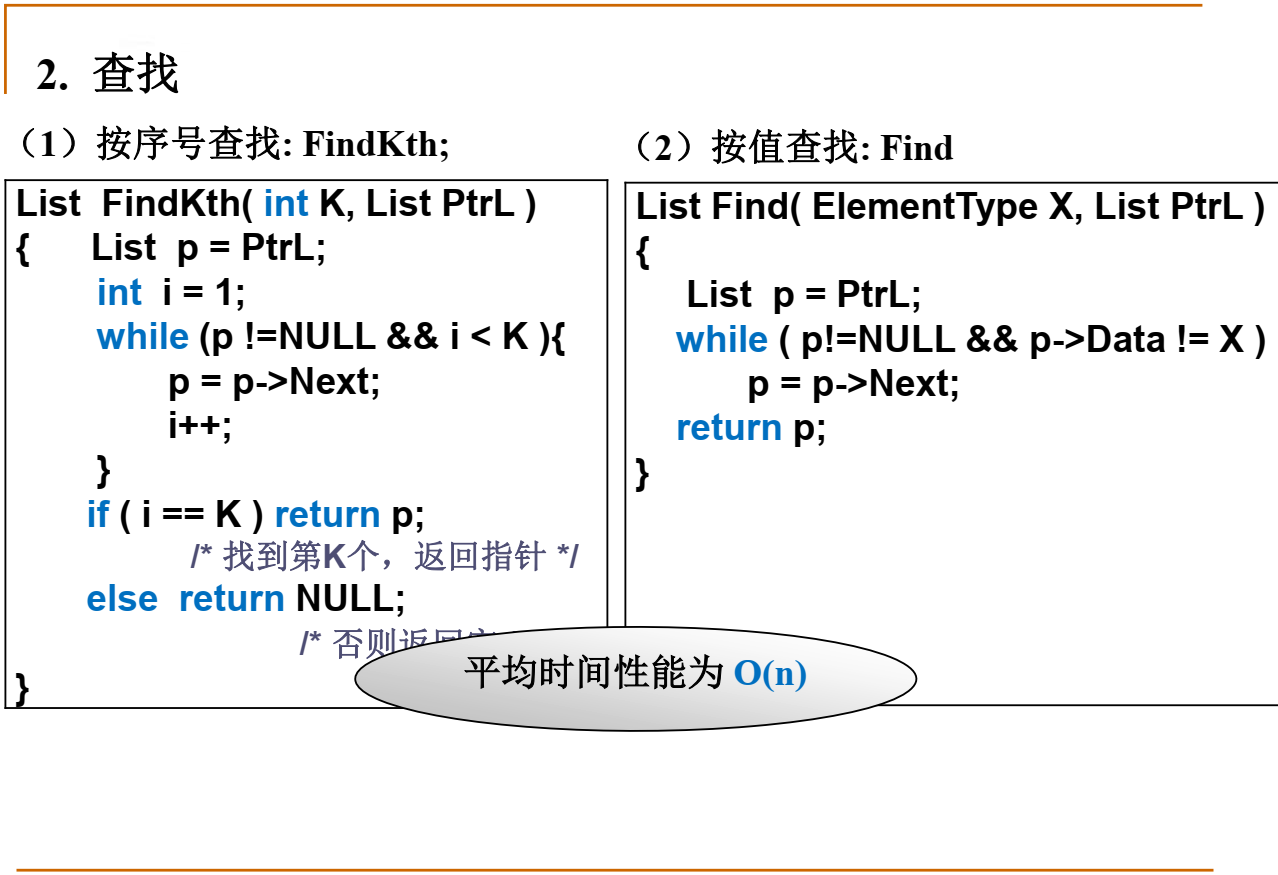 2. 查找
（1）按序号查找: FindKth;
List FindKth( int K, List PtrL )
{ List p = PtrL;
int i = 1;
while (p !=NULL && i < K ){
p = p->Next;
i++;
}
if ( i == K ) return p;
/* 找到第K个，返回指针 */
else return NULL;
/* 否则返回
}
（2）按值查找: Find
List Find( ElementType X, List PtrL )
{
List p = PtrL;
while ( p!=NULL && p->Data != X )
p = p->Next;
return p;
}
平均时间性能为 O(n)